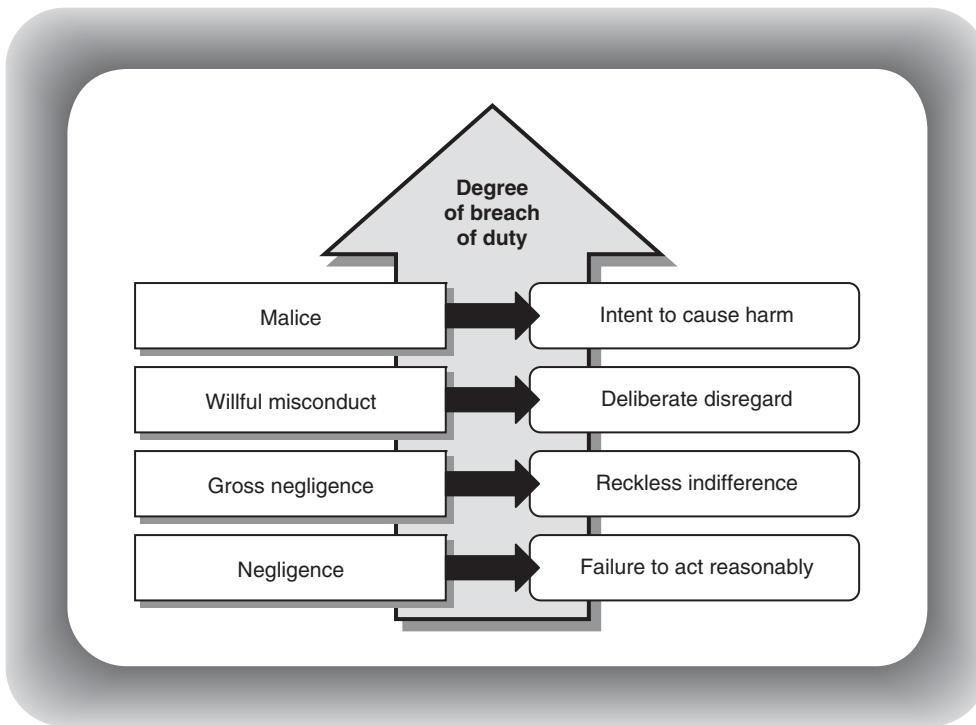 Degree
of breach
of duty
Malice
Intent to cause harm
Willful misconduct
Deliberate disregard
Gross negligence
Reckless indifference
Negligence
Failure to act reasonably